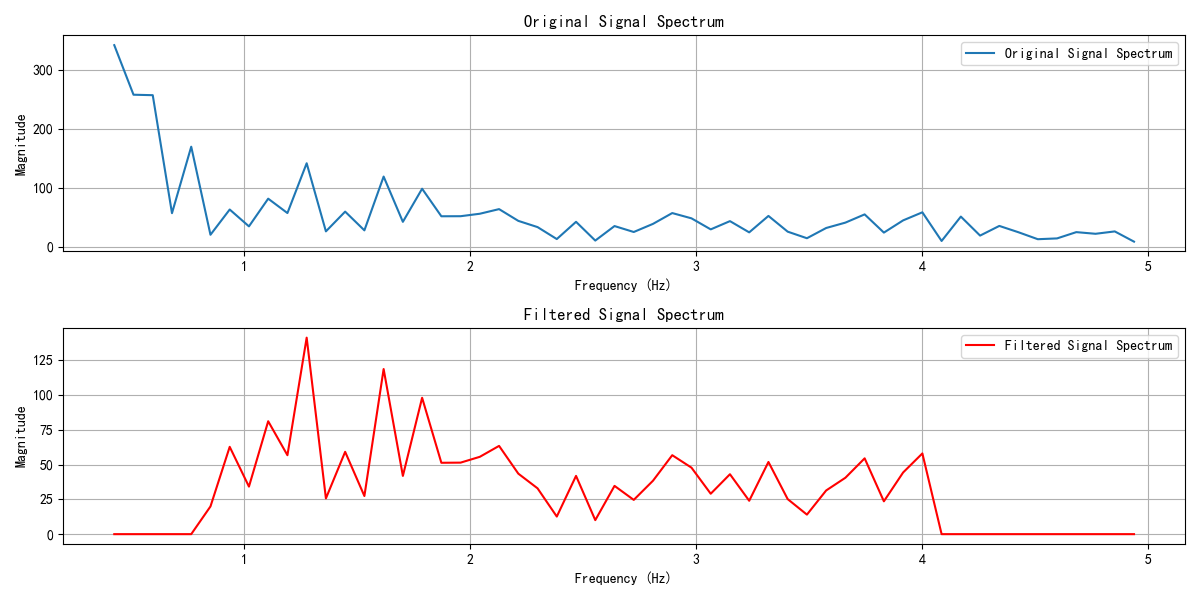 Original Signal Spectrum
Original Signal Spectrum
Magnitude
300
200
100
0
1 2 3 4 5
Frequency (Hz)
Filtered Signal Spectrum
Filtered Signal Spectrum
Magnitude
125
100
75
50
25
0
1 2 3 4 5
Frequency (Hz)